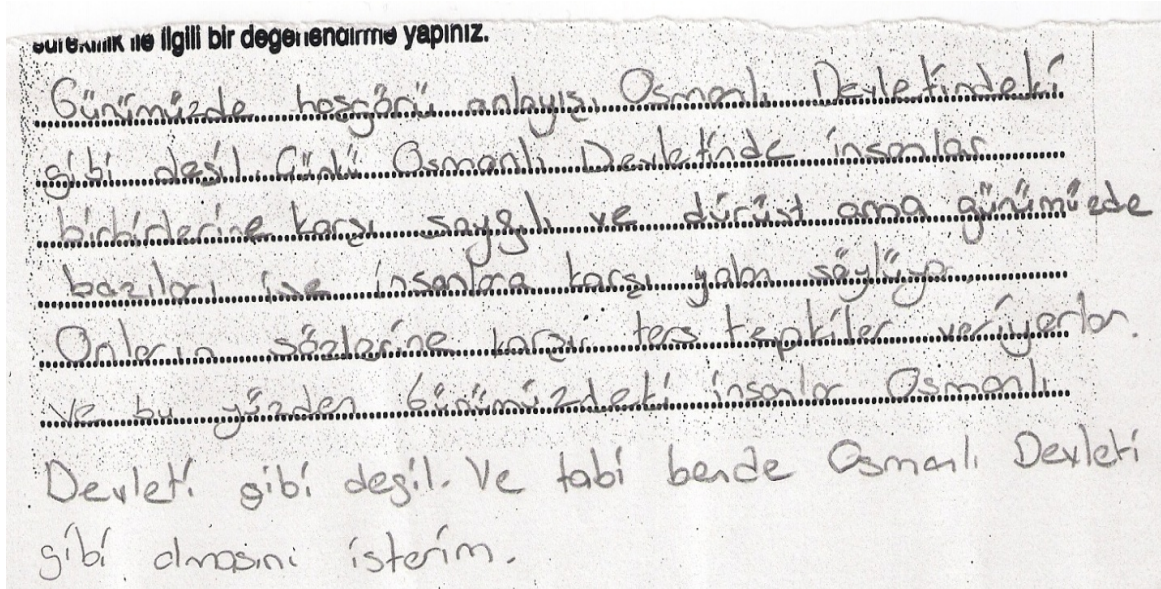 süreklilik ile ilgili bir değerlendirme yapınız.
Günümüzde hoşgörü anlayışı Osmanlı Devletindeki
gibi değil. Günkü Osmanlı Devletinde insanlar
birbirlerine karşı saygılı ve dürüst ama günümüzde
bazıları ise insanlara karşı yalan söylüyor.
Onların sözlerine karşı ters tepkiler veriyorlar.
ve bu yüzden Günümüzdeki insanlar Osmanlı
Devleti gibi değil. Ve tabi bende Osmanlı Devleti
gibi olmasını isterim.